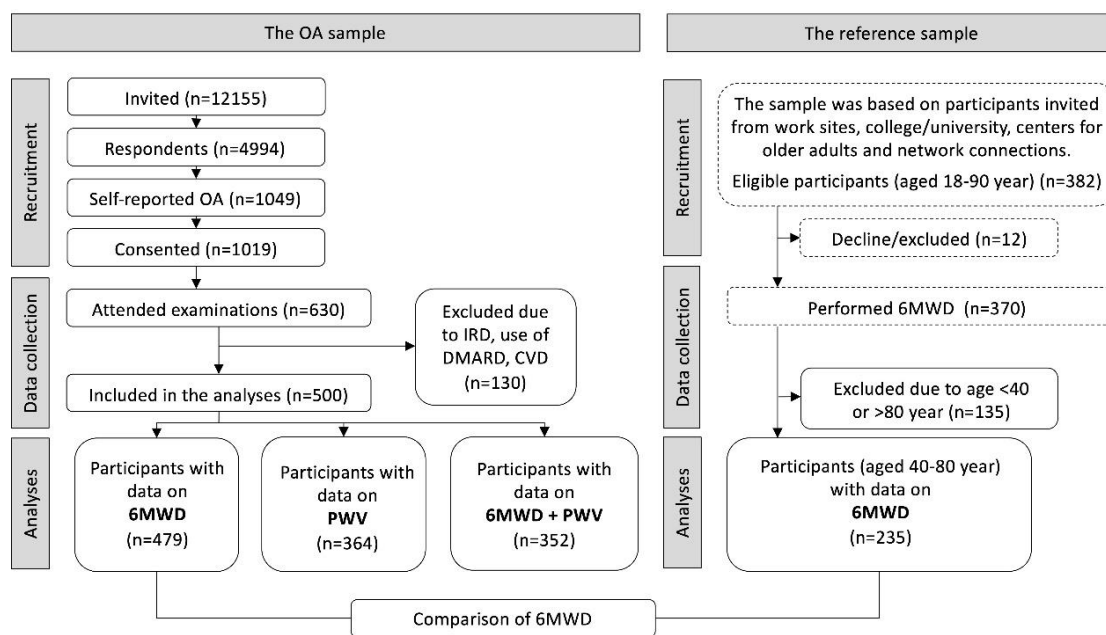 The OA sample
Recruitment
Invited (n=12155)
Respondents (n=4994)
Self-reported OA (n=1049)
Consented (n=1019)
Data collection
Attended examinations (n=630)
Excluded due
to IRD, use of
DMARD, CVD
(n=130)
Included in the analyses (n=500)
Analyses
Participants with
data on
6MWD
(n=479)
Participants with
data on
PWV
(n=364)
Participants with
data on
6MWD + PWV
(n=352)
The reference sample
Recruitment
The sample was based on participants invited
from work sites, college/university, centers for
older adults and network connections.
Eligible participants (aged 18-90 year) (n=382)
Decline/excluded (n=12)
Data collection
Performed 6MWD (n=370)
Excluded due to age <40
or >80 year (n=135)
Analyses
Participants (aged 40-80 year)
with data on
6MWD
(n=235)
Comparison of 6MWD